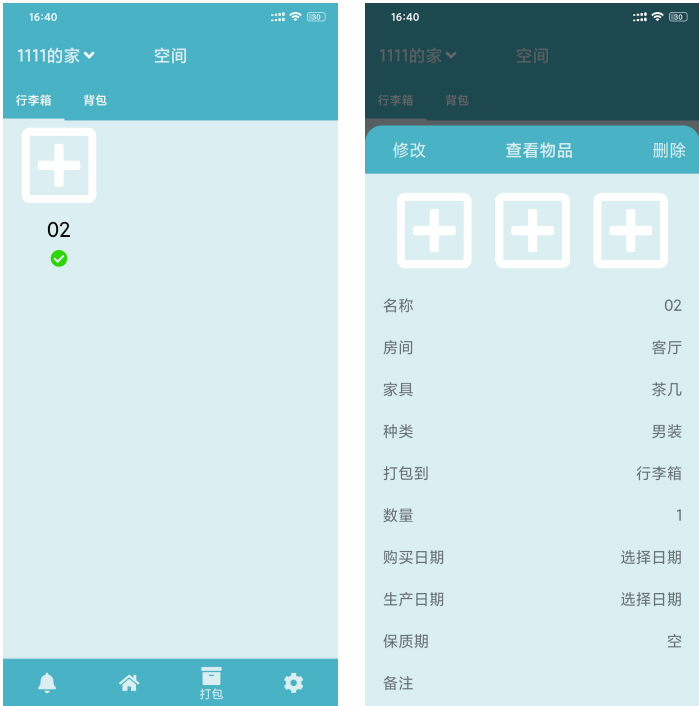 16:40
1111的家 空间
行李箱 背包
02
打包
16:40
1111的家 空间
行李箱 背包
修改 查看物品 删除
名称 02
房间 客厅
家具 茶几
种类 男装
打包到 行李箱
数量 1
购买日期 选择日期
生产日期 选择日期
保质期 空
备注